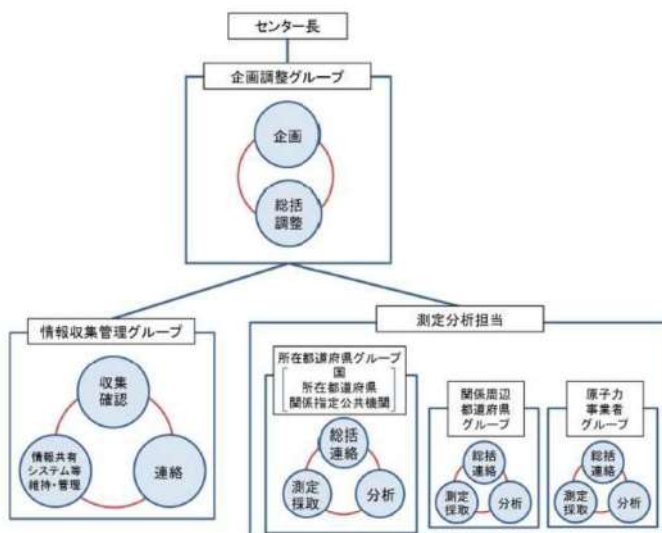 センター長
企画調整グループ
企画
総括
調整
情報収集管理グループ
収集
確認
情報共有
システム等
維持・管理
連絡
測定分析担当
所在都道府県グループ
国
所在都道府県
関係指定公共機関
総括
連絡
測定
採取
分析
関係周辺
都道府県
グループ
総括
連絡
測定
採取
分析
原子力
事業者
グループ
総括
連絡
測定
採取
分析